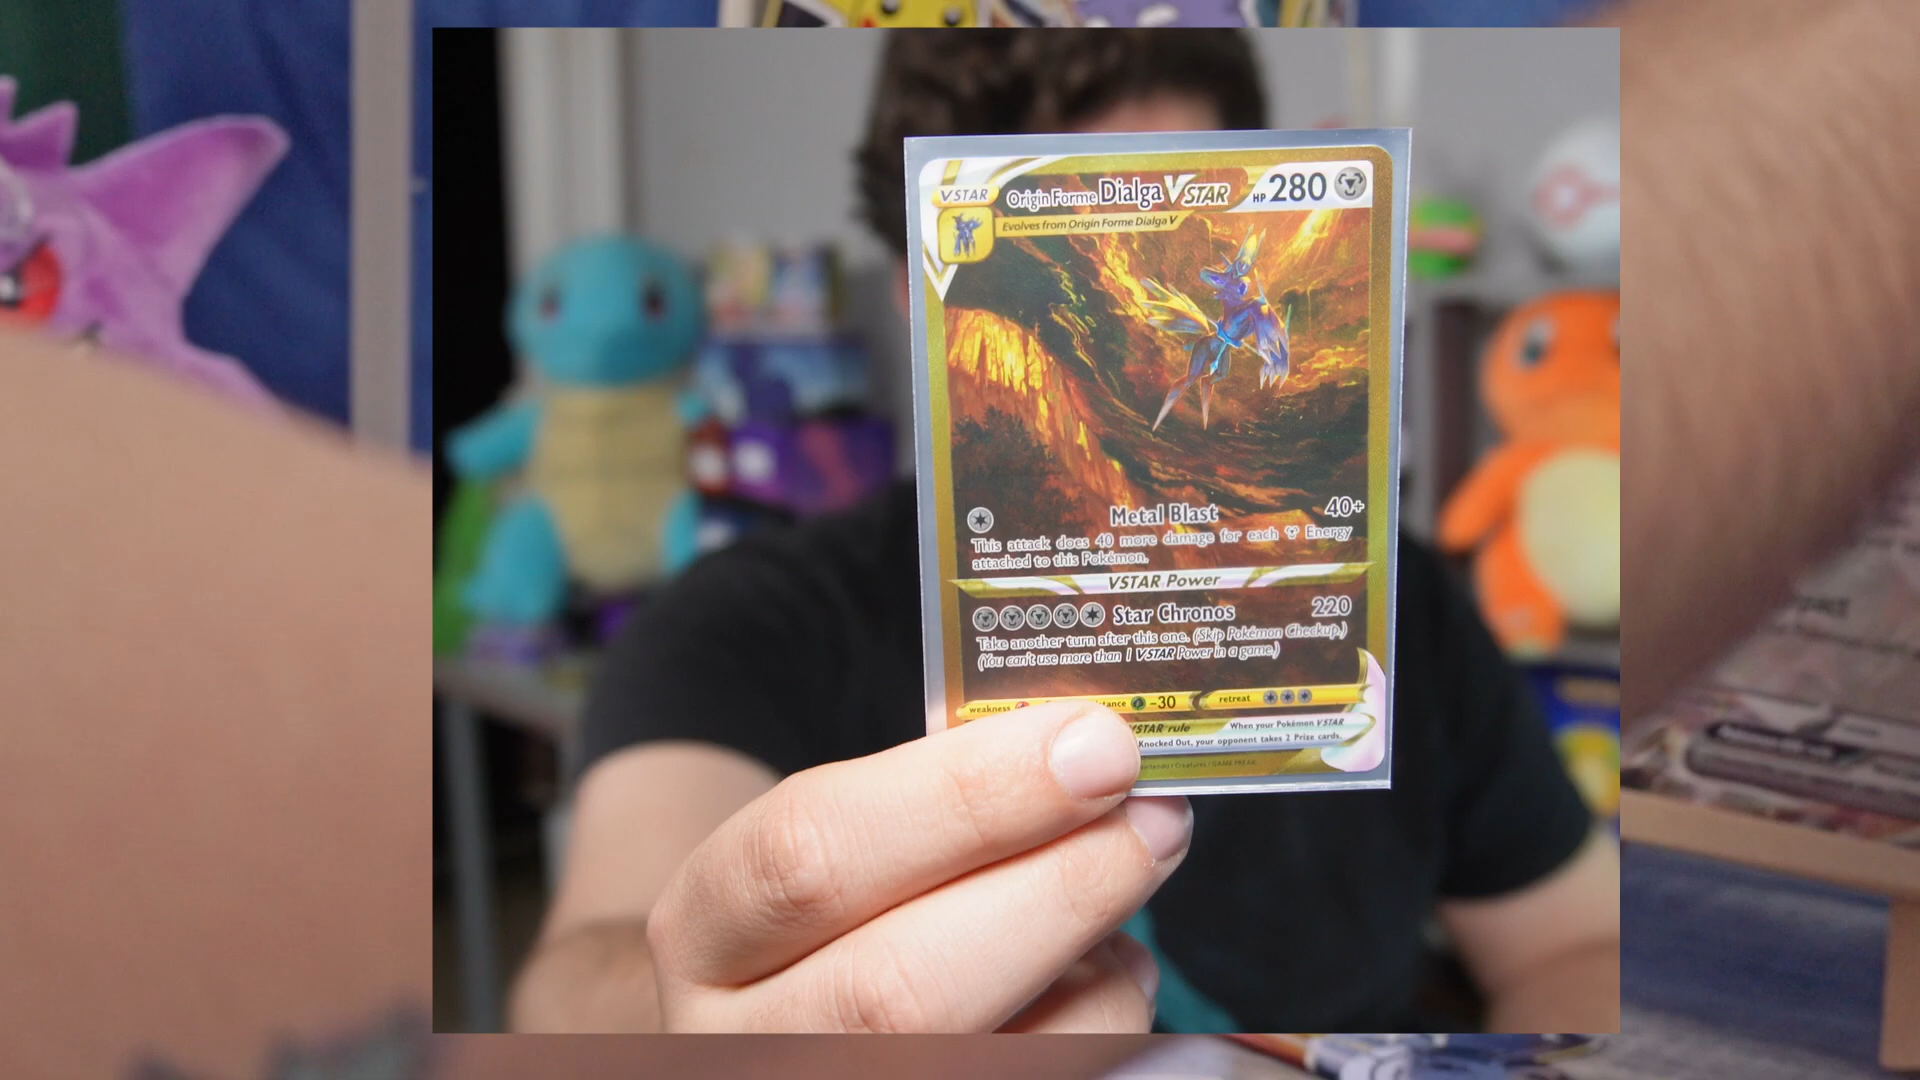 VSTAR Origin Forme Dialga VSTAR HP 280
Evolves from Origin Forme Dialga V
Metal Blast 40+
This attack does 40 more damage for each Energy
attached to this Pokémon.
VSTAR Power
Star Chronos 220
Take another turn after this one. (Skip Pokémon Checkup.)
(You can't use more than 1 VSTAR Power in a game.)
weakness -30 retreat
VSTAR rule When your Pokémon VSTAR
Knocked Out, your opponent takes 2 Prize cards.
Creatures / GAME FREAK